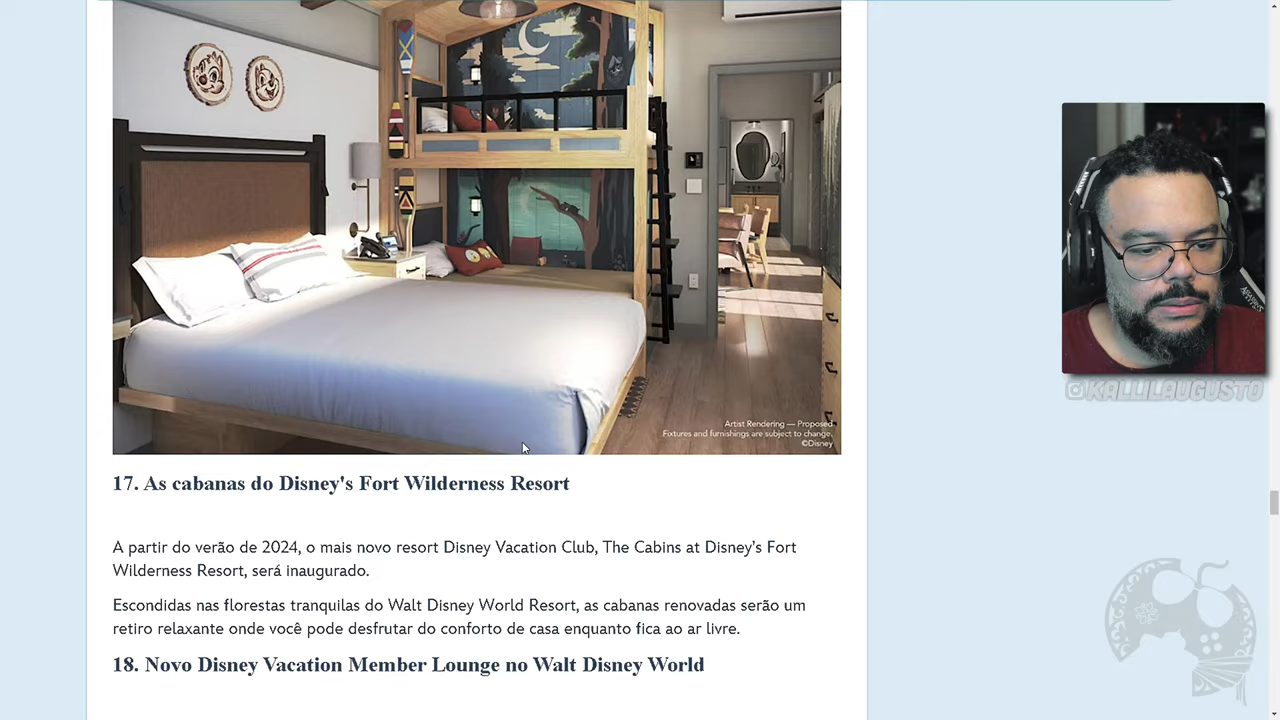 Artist Rendering — Proposed
Fixtures and furnishings are subject to change.
©Disney
KALLILAUGUSTO
17. As cabanas do Disney's Fort Wilderness Resort
A partir do verão de 2024, o mais novo resort Disney Vacation Club, The Cabins at Disney's Fort
Wilderness Resort, será inaugurado.
Escondidas nas florestas tranquilas do Walt Disney World Resort, as cabanas renovadas serão um
retiro relaxante onde você pode desfrutar do conforto de casa enquanto fica ao ar livre.
18. Novo Disney Vacation Member Lounge no Walt Disney World